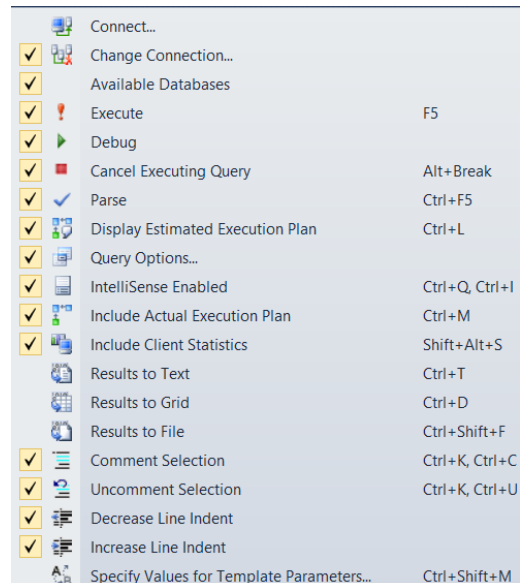 Connect...
Change Connection...
Available Databases
Execute F5
Debug
Cancel Executing Query Alt+Break
Parse Ctrl+F5
Display Estimated Execution Plan Ctrl+L
Query Options...
IntelliSense Enabled Ctrl+Q, Ctrl+I
Include Actual Execution Plan Ctrl+M
Include Client Statistics Shift+Alt+S
Results to Text Ctrl+T
Results to Grid Ctrl+D
Results to File Ctrl+Shift+F
Comment Selection Ctrl+K, Ctrl+C
Uncomment Selection Ctrl+K, Ctrl+U
Decrease Line Indent
Increase Line Indent
Specify Values for Template Parameters... Ctrl+Shift+M